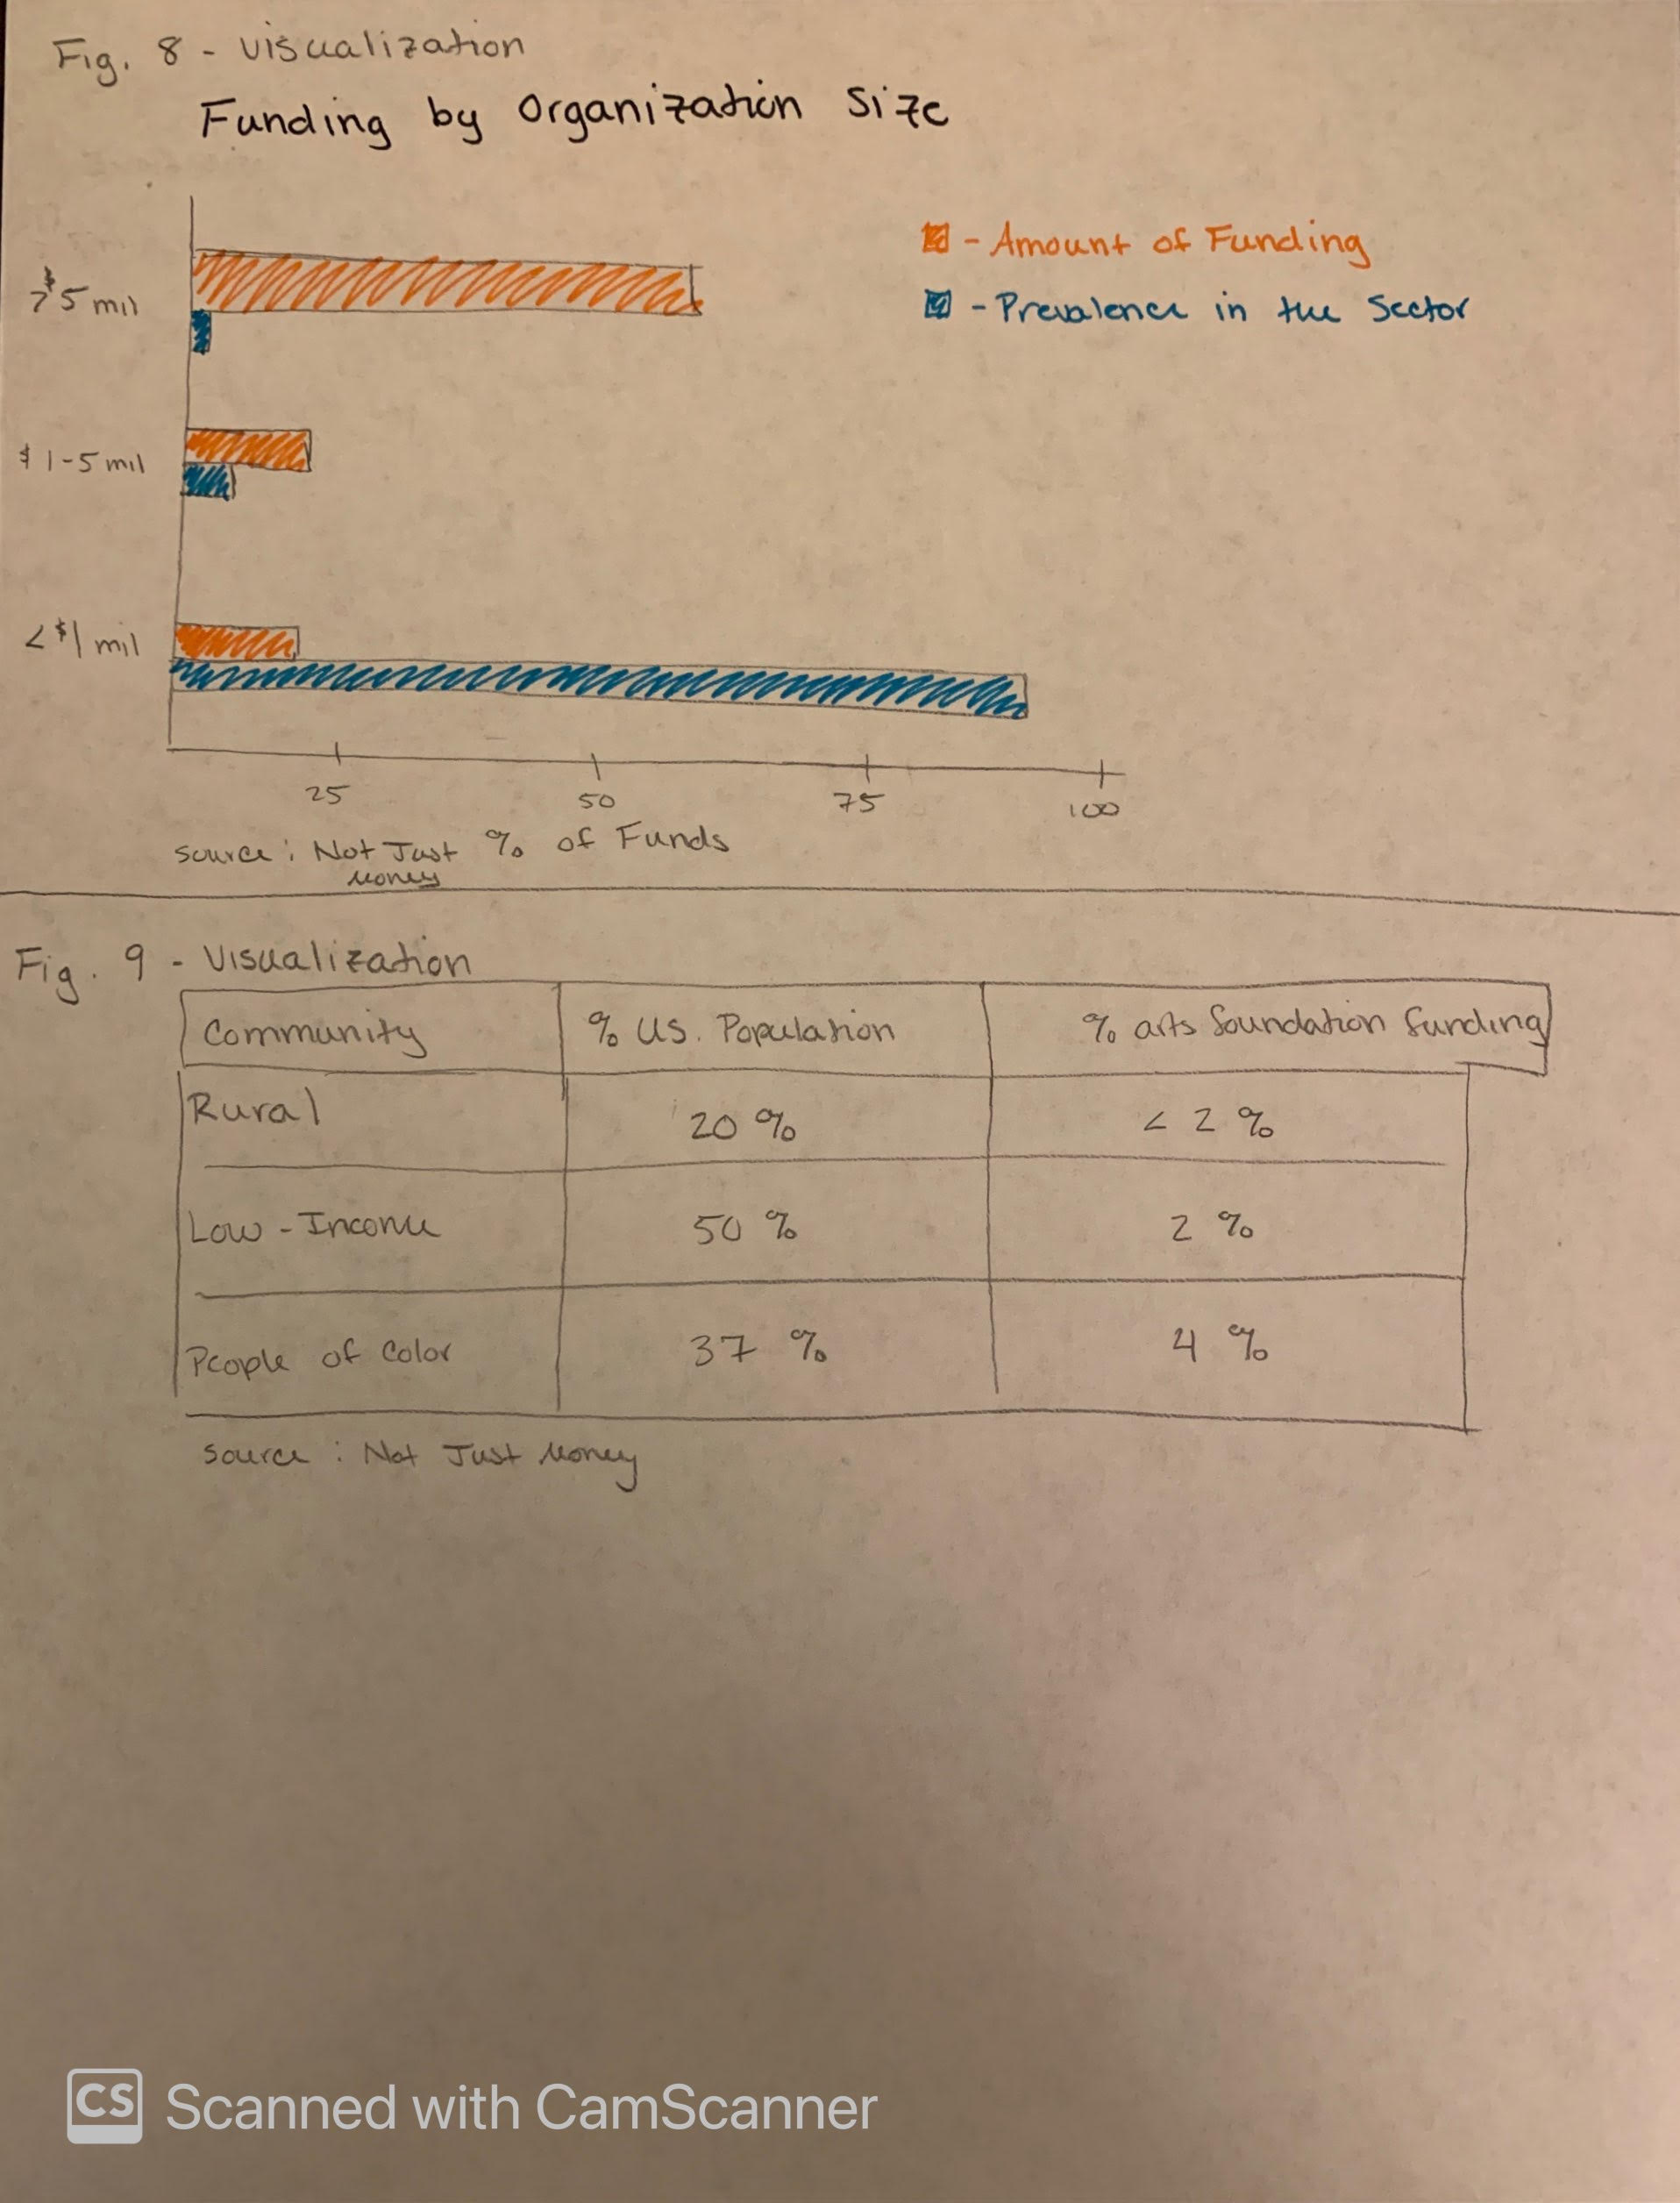 Fig. 8 - Visualization
Funding by Organization Size
- Amount of Funding
- Prevalence in the Sector
>$5 mil
$1-5 mil
<$1 mil
25 50 75 100
% of Funds
Source: Not Just Money
Fig. 9 - Visualization
Community % US. Population % arts foundation funding
Rural 20% <2%
Low-Income 50% 2%
People of Color 37% 4%
Source: Not Just Money
CS Scanned with CamScanner